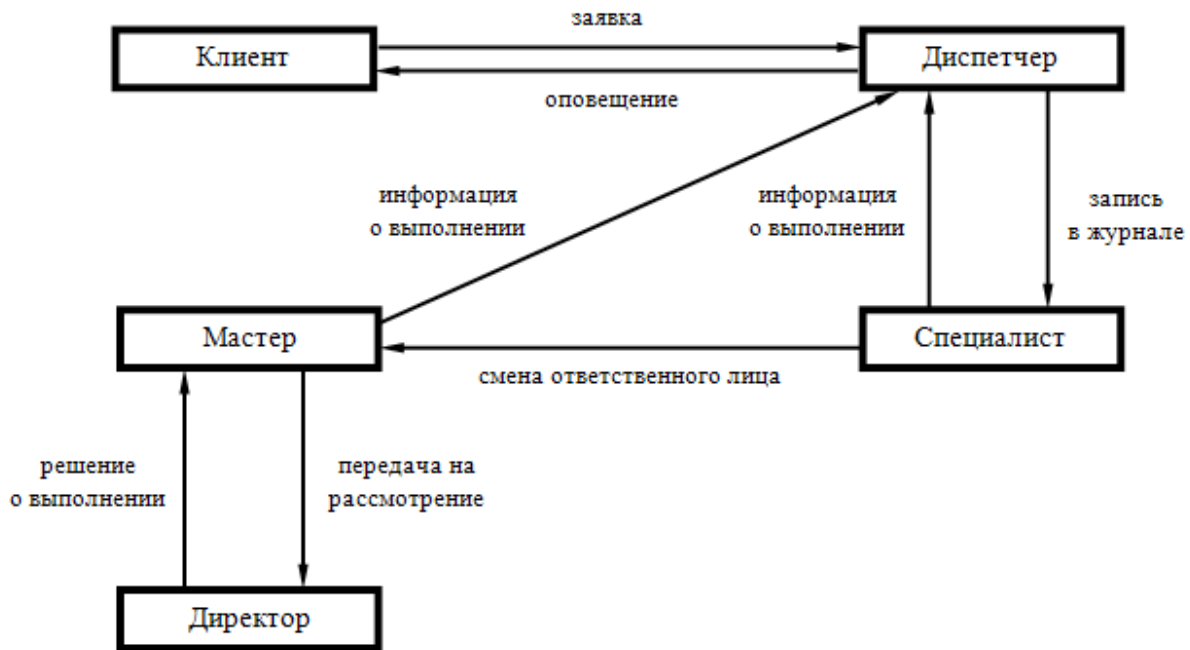 заявка
Клиент
Диспетчер
оповещение
информация
о выполнении
информация
о выполнении
запись
в журнале
Мастер
Специалист
смена ответственного лица
решение
о выполнении
передача на
рассмотрение
Директор